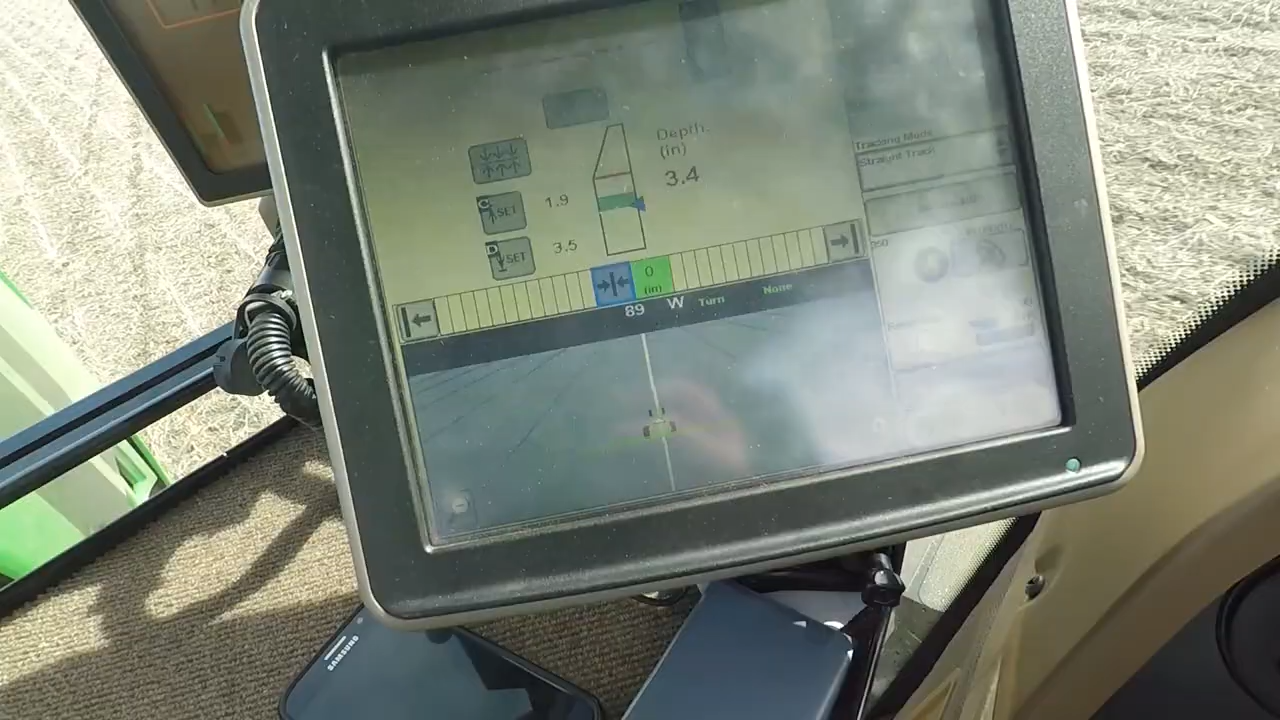 Depth:
(in)
3.4
C
SET
1.9
D
SET
3.5
0
(in)
89 W Turn None
Tracking Mode
Straight Track
350
SAMSUNG